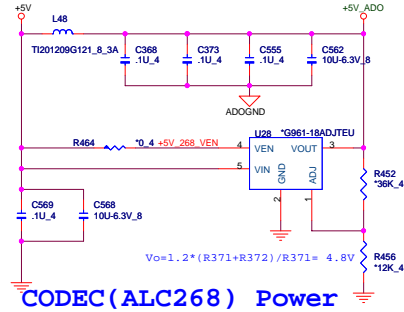 +5V
+5V_ADO
L48
TI201209G121_8_3A
C368
.1U_4
C373
.1U_4
C555
.1U_4
C562
10U-6.3V_8
ADOGND
U28
*G961-18ADJTEU
R464
*0_4
+5V_268_VEN
4
VEN
VOUT
3
5
VIN
GND
ADJ
2
1
R452
*36K_4
C569
.1U_4
C568
10U-6.3V_8
Vo=1.2*(R371+R372)/R371= 4.8V
R456
*12K_4
CODEC(ALC268) Power